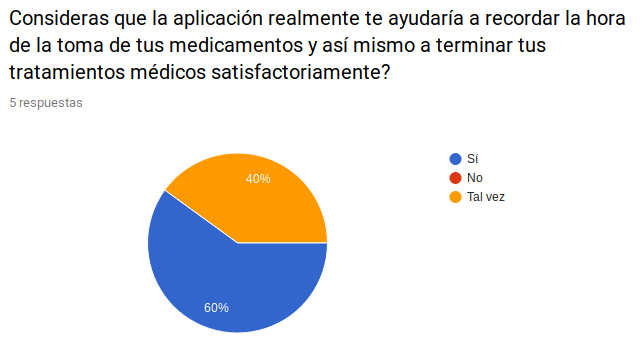 Consideras que la aplicación realmente te ayudaría a recordar la hora
de la toma de tus medicamentos y así mismo a terminar tus
tratamientos médicos satisfactoriamente?
5 respuestas
Sí
No
Tal vez
40%
60%